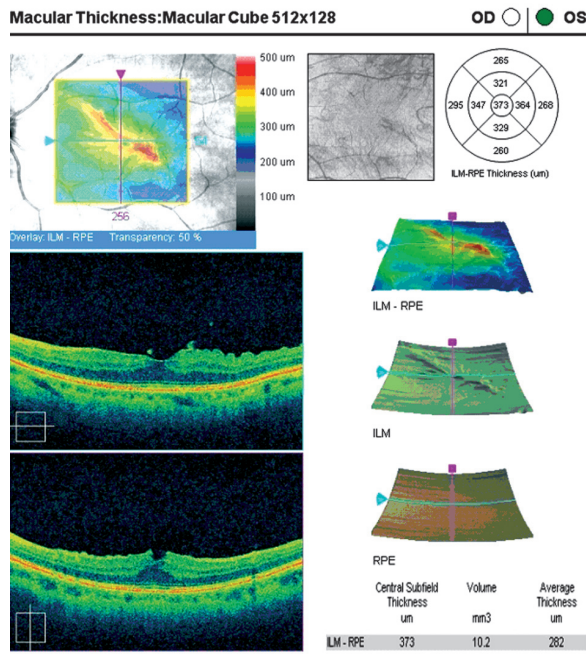 Macular Thickness:Macular Cube 512x128 OD OS
500 um
400 um
300 um
200 um
100 um
256
Overlay: ILM - RPE Transparency: 50 %
265
321
295 347 373 364 268
329
260
ILM-RPE Thickness (um)
ILM - RPE
ILM
RPE
Central Subfield Thickness um
Volume mm3
Average Thickness um
ILM - RPE 373 10.2 282